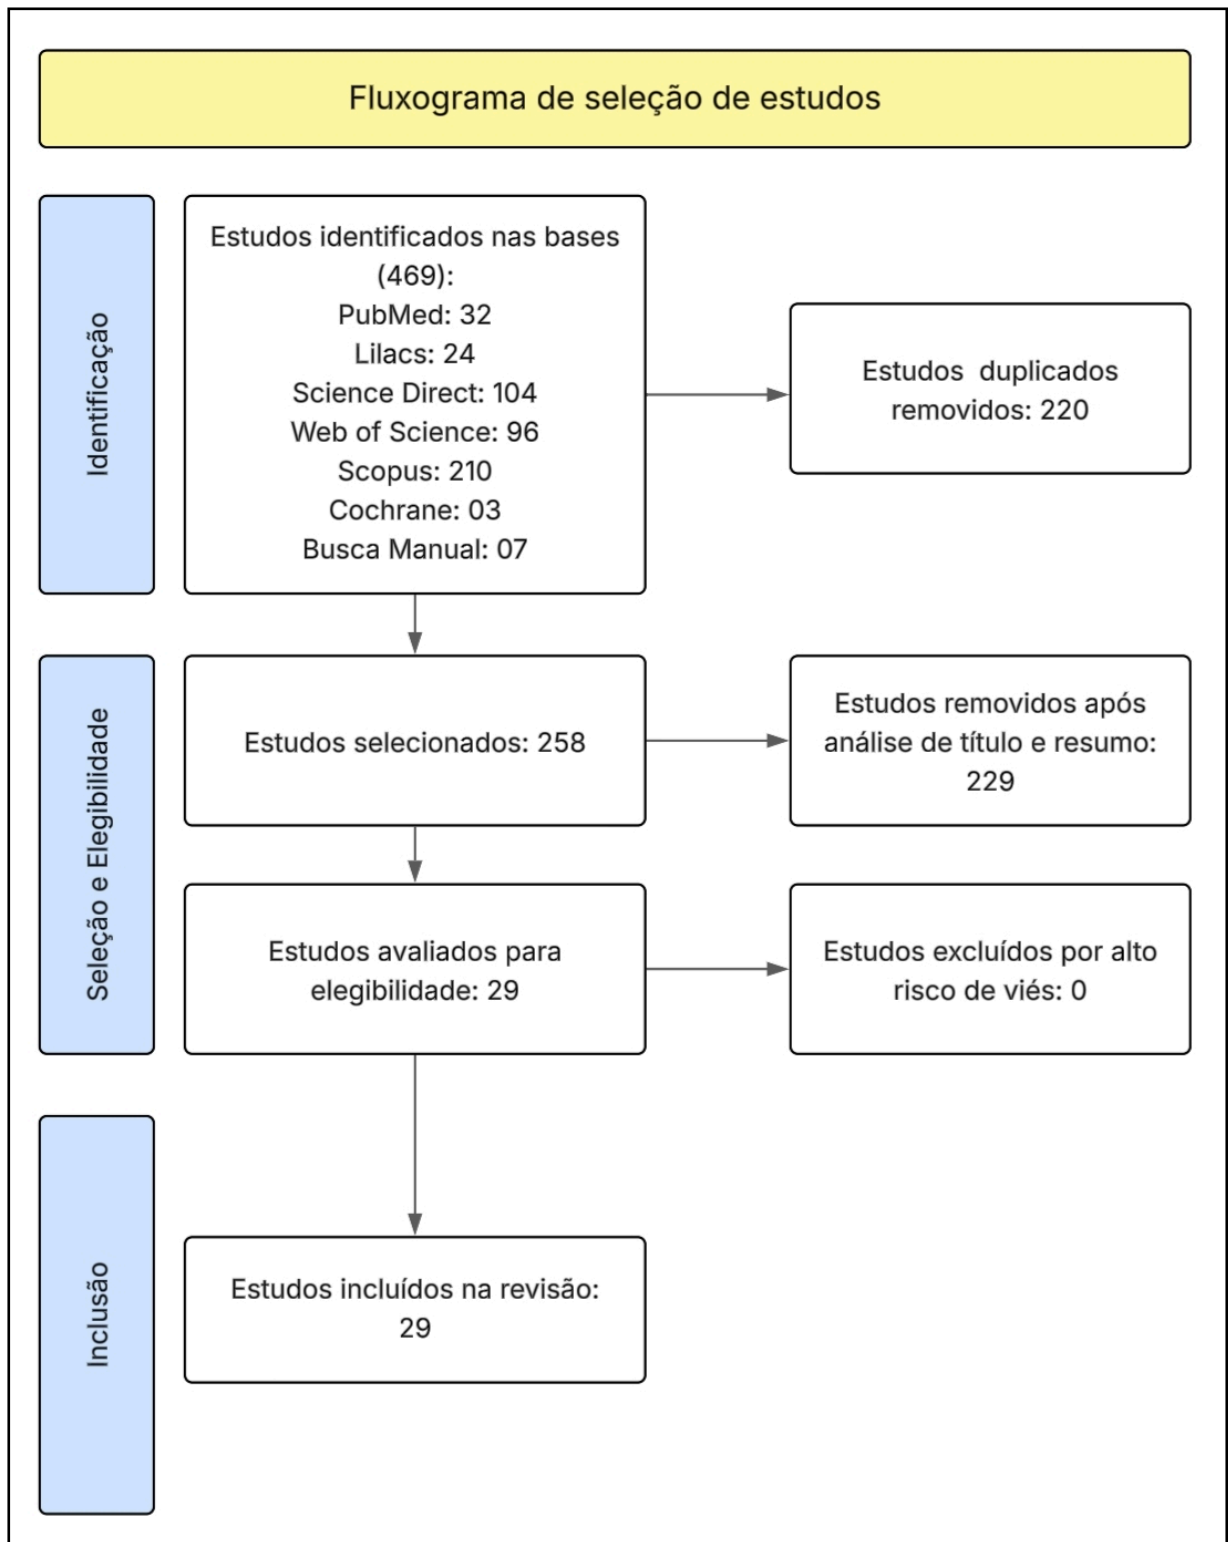 Fluxograma de seleção de estudos
Identificação
Estudos identificados nas bases
(469):
PubMed: 32
Lilacs: 24
Science Direct: 104
Web of Science: 96
Scopus: 210
Cochrane: 03
Busca Manual: 07
Estudos duplicados
removidos: 220
Seleção e Elegibilidade
Estudos selecionados: 258
Estudos removidos após
análise de título e resumo:
229
Estudos avaliados para
elegibilidade: 29
Estudos excluídos por alto
risco de viés: 0
Inclusão
Estudos incluídos na revisão:
29